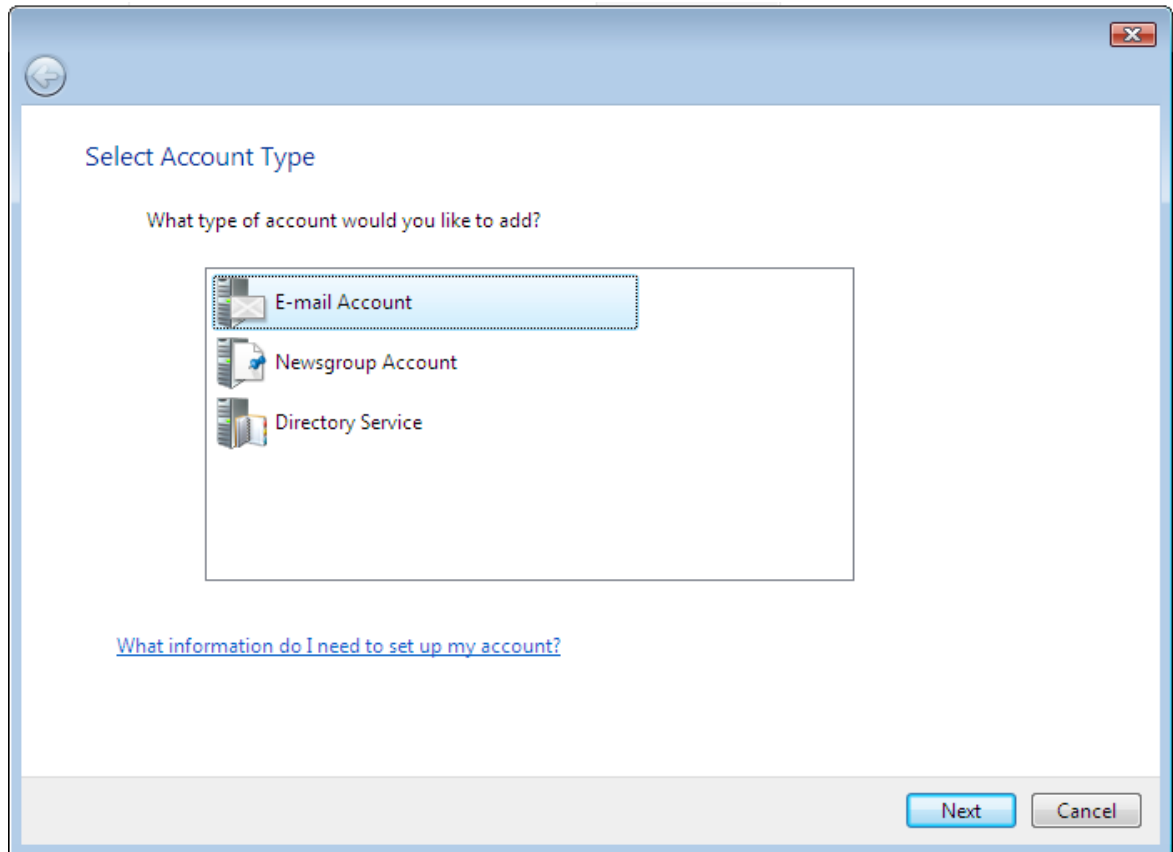 Select Account Type
What type of account would you like to add?
E-mail Account
Newsgroup Account
Directory Service
What information do I need to set up my account?
Next
Cancel